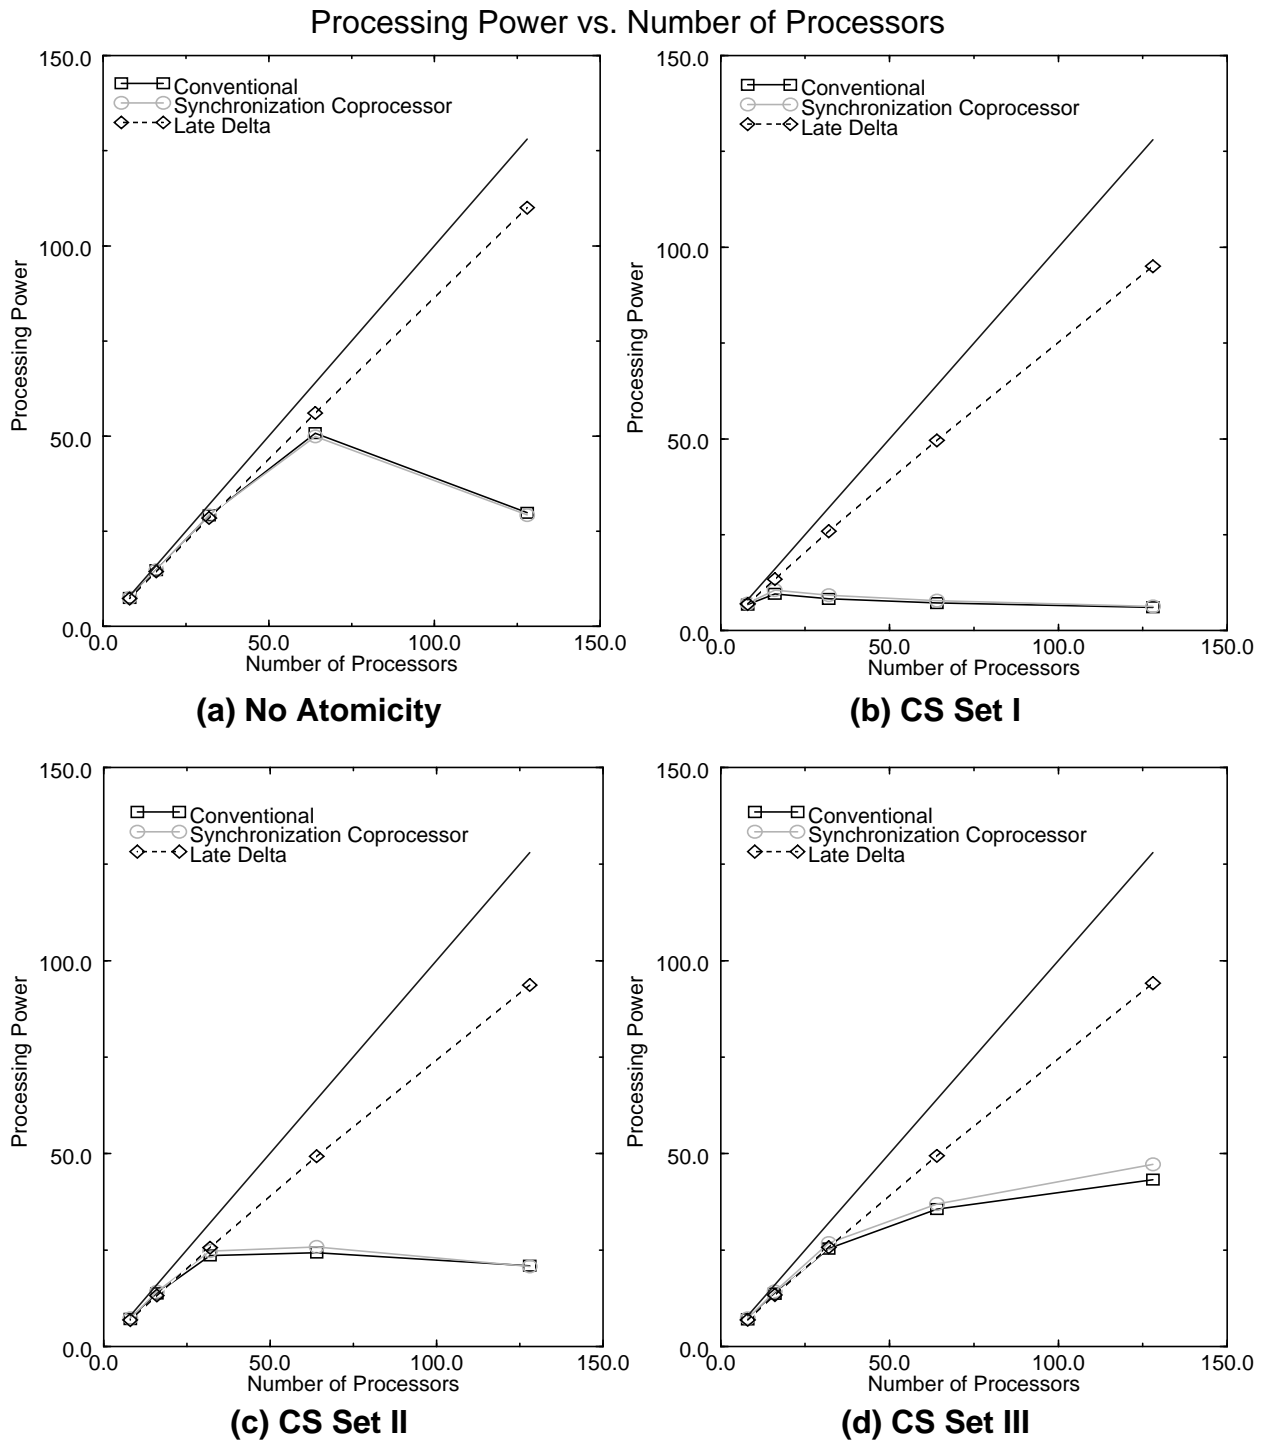 Processing Power vs. Number of Processors
150.0
Conventional
Synchronization Coprocessor
Late Delta
100.0
Processing Power
50.0
0.0
0.0 50.0 100.0 150.0
Number of Processors
(a) No Atomicity
150.0
Conventional
Synchronization Coprocessor
Late Delta
100.0
Processing Power
50.0
0.0
0.0 50.0 100.0 150.0
Number of Processors
(b) CS Set I
150.0
Conventional
Synchronization Coprocessor
Late Delta
100.0
Processing Power
50.0
0.0
0.0 50.0 100.0 150.0
Number of Processors
(c) CS Set II
150.0
Conventional
Synchronization Coprocessor
Late Delta
100.0
Processing Power
50.0
0.0
0.0 50.0 100.0 150.0
Number of Processors
(d) CS Set III